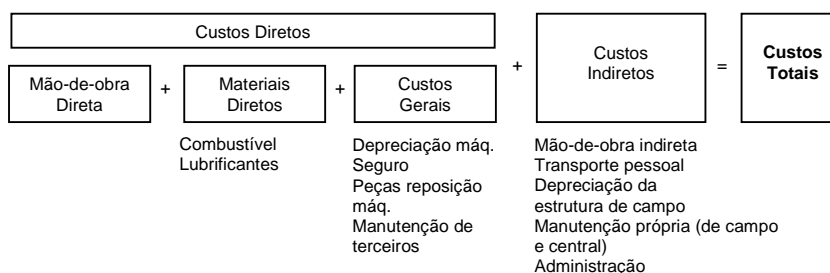 Custos Diretos
Mão-de-obra
Direta
+
Materiais
Diretos
+
Custos
Gerais
+
Custos
Indiretos
=
Custos
Totais
Combustível
Lubrificantes
Depreciação máq.
Seguro
Peças reposição
máq.
Manutenção de
terceiros
Mão-de-obra indireta
Transporte pessoal
Depreciação da
estrutura de campo
Manutenção própria (de campo
e central)
Administração